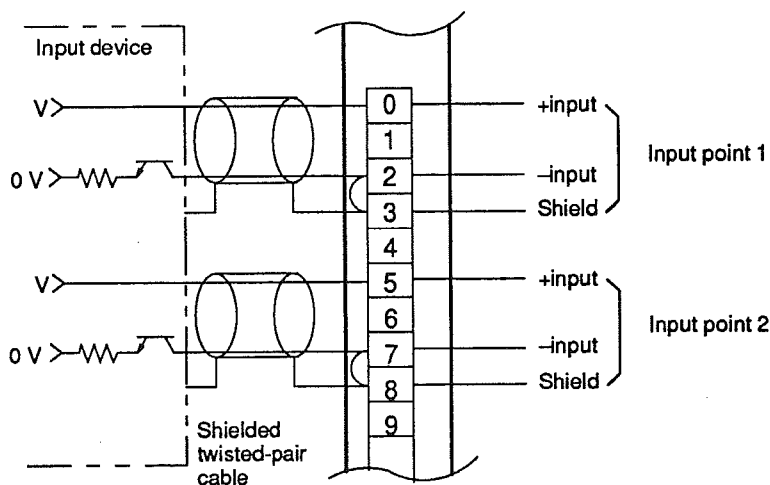 Input device
V
0
+input
1
Input point 1
0 V
2
–input
3
Shield
4
V
5
+input
6
Input point 2
0 V
7
–input
8
Shield
9
Shielded
twisted-pair
cable